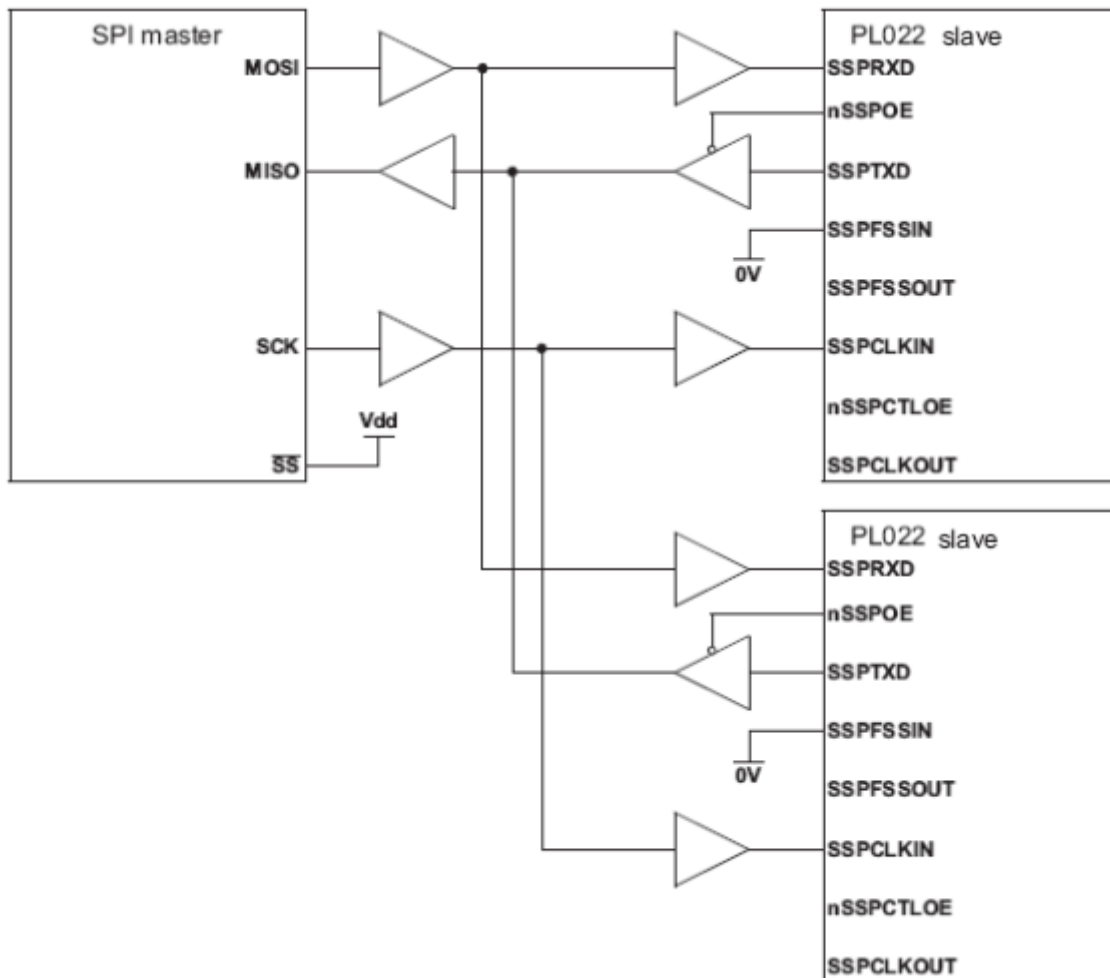 SPI master
MOSI
MISO
SCK
Vdd
SS
PL022 slave
SSPRXD
nSSPOE
SSPTXD
SSPFSSIN
0V
SSPFSSOUT
SSPCLKIN
nSSPCTLOE
SSPCLKOUT
PL022 slave
SSPRXD
nSSPOE
SSPTXD
SSPFSSIN
0V
SSPFSSOUT
SSPCLKIN
nSSPCTLOE
SSPCLKOUT